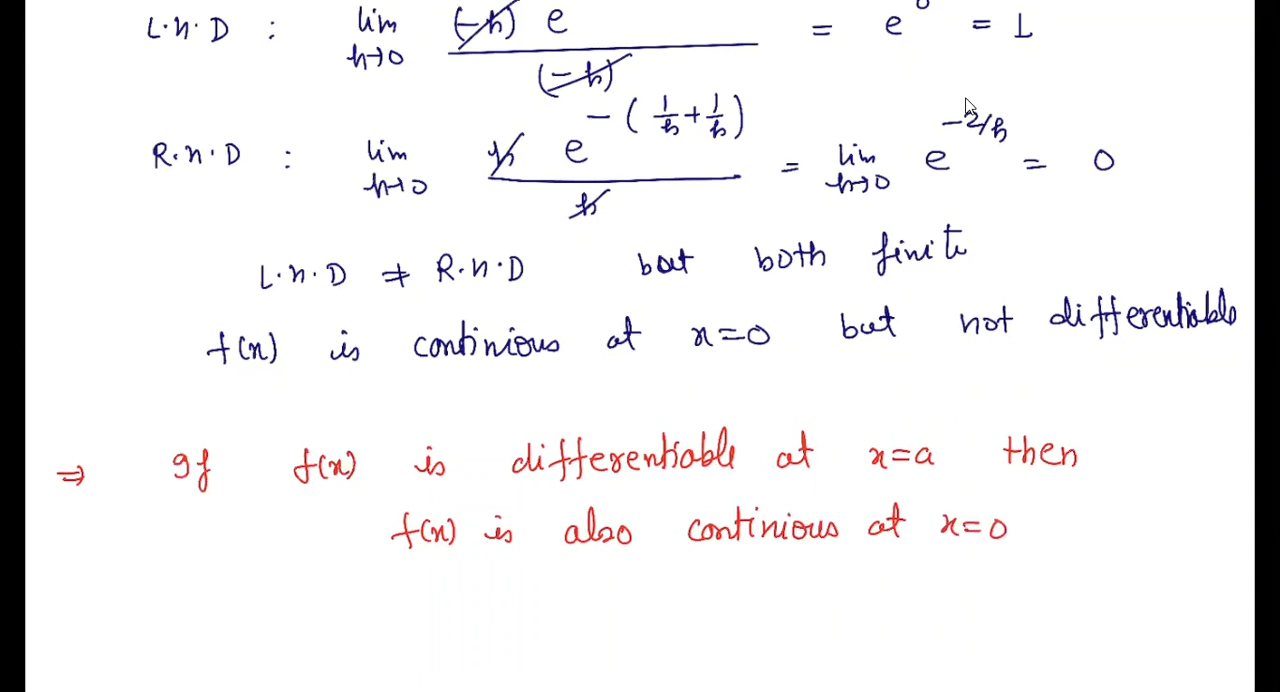 L.H.D : lim h→0 (-h) e / (-h) = e^0 = 1
R.H.D : lim h→0 h e^-(1/h + 1/h) / h = lim h→0 e^-2/h = 0
L.H.D ≠ R.H.D but both finite
f(x) is continious at x=0 but not differentiable
⇒ If f(x) is differentiable at x=a then
f(x) is also continious at x=0